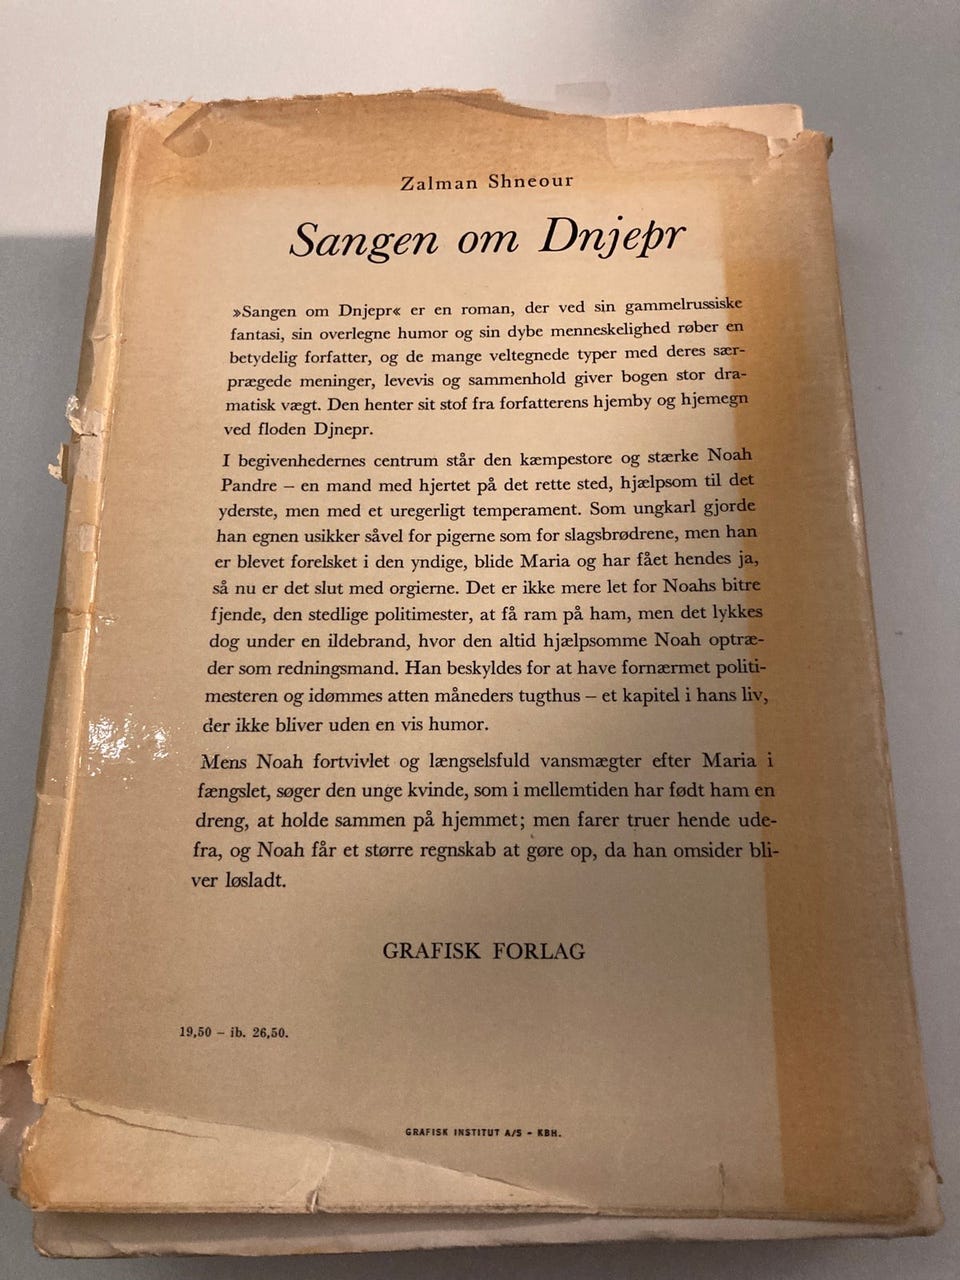 Zalman Shneour
Sangen om Dnjepr
»Sangen om Dnjepr« er en roman, der ved sin gammelrussiske
fantasi, sin overlegne humor og sin dybe menneskelighed røber en
betydelig forfatter, og de mange veltegnede typer med deres sær-
prægede meninger, levevis og sammenhold giver bogen stor dra-
matisk vægt. Den henter sit stof fra forfatterens hjemby og hjemegn
ved floden Djnepr.
I begivenhedernes centrum står den kæmpestore og stærke Noah
Pandre – en mand med hjertet på det rette sted, hjælpsom til det
yderste, men med et uregerligt temperament. Som ungkarl gjorde
han egnen usikker såvel for pigerne som for slagsbrødrene, men han
er blevet forelsket i den yndige, blide Maria og har fået hendes ja,
så nu er det slut med orgierne. Det er ikke mere let for Noahs bitre
fjende, den stedlige politimester, at få ram på ham, men det lykkes
dog under en ildebrand, hvor den altid hjælpsomme Noah optræ-
der som redningsmand. Han beskyldes for at have fornærmet politi-
mesteren og idømmes atten måneders tugthus – et kapitel i hans liv,
der ikke bliver uden en vis humor.
Mens Noah fortvivlet og længselsfuld vansmægter efter Maria i
fængslet, søger den unge kvinde, som i mellemtiden har født ham en
dreng, at holde sammen på hjemmet; men farer truer hende ude-
fra, og Noah får et større regnskab at gøre op, da han omsider bli-
ver løsladt.
GRAFISK FORLAG
19,50 – ib. 26,50.
GRAFISK INSTITUT A/S - KBH.